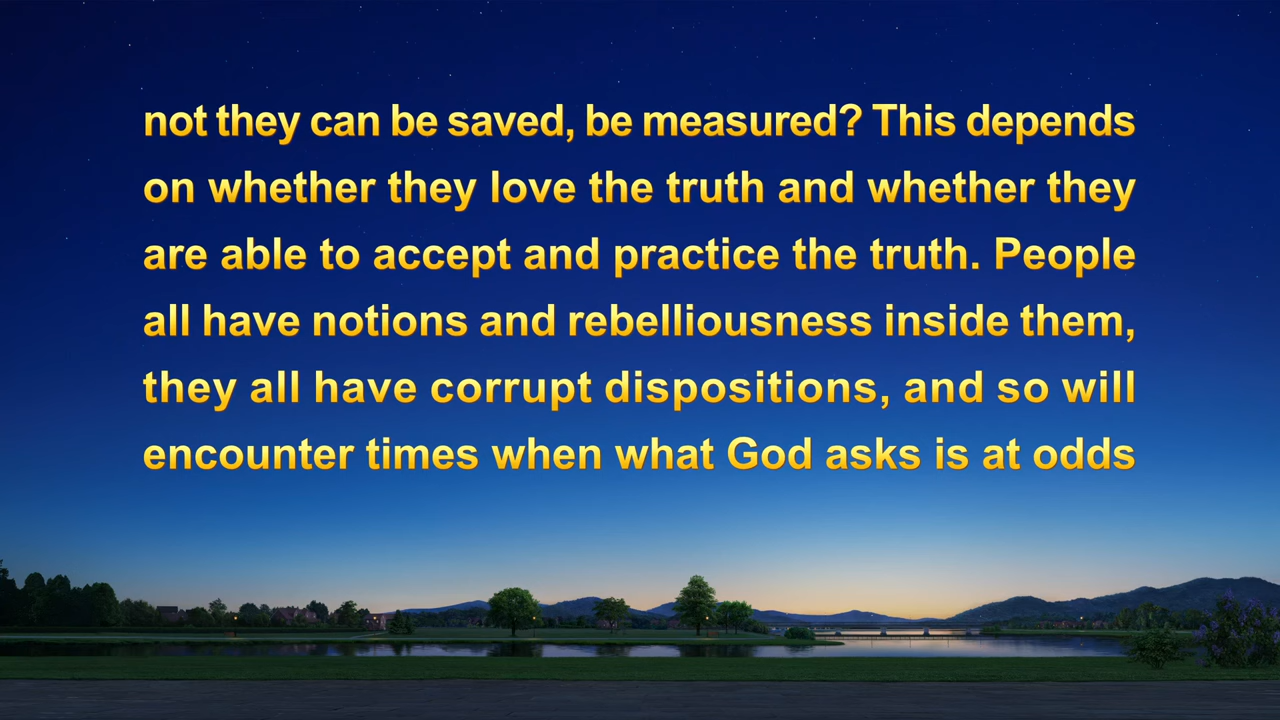 not they can be saved, be measured? This depends
on whether they love the truth and whether they
are able to accept and practice the truth. People
all have notions and rebelliousness inside them,
they all have corrupt dispositions, and so will
encounter times when what God asks is at odds